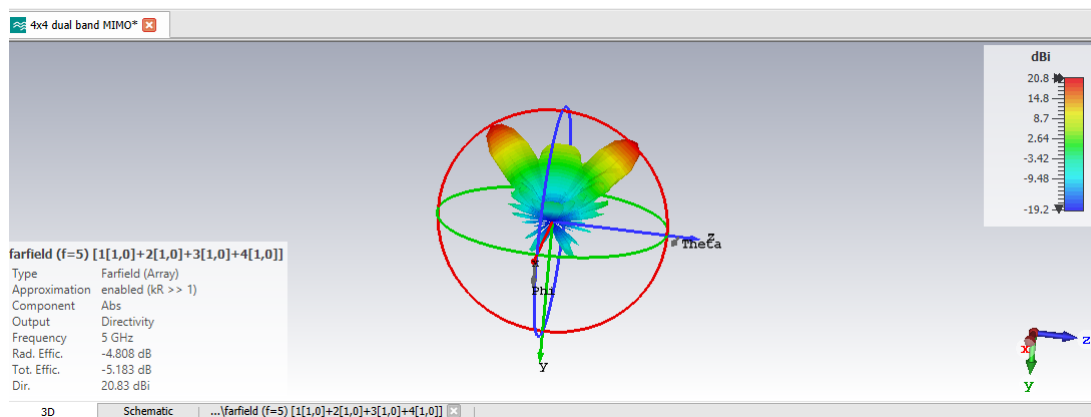 4x4 dual band MIMO*
dBi
20.8
14.8
8.7
2.64
-3.42
-9.48
-19.2
z
Theta
x
Phi
y
farfield (f=5) [1[1,0]+2[1,0]+3[1,0]+4[1,0]]
Type Farfield (Array)
Approximation enabled (kR >> 1)
Component Abs
Output Directivity
Frequency 5 GHz
Rad. Effic. -4.808 dB
Tot. Effic. -5.183 dB
Dir. 20.83 dBi
x
z
y
3D Schematic ...\farfield (f=5) [1[1,0]+2[1,0]+3[1,0]+4[1,0]]